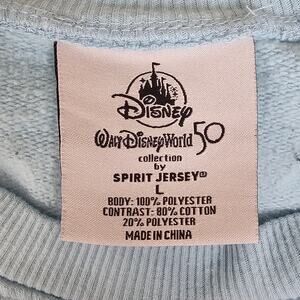 Disney
Walt Disney World 50
collection
by
SPIRIT JERSEY®
L
BODY: 100% POLYESTER
CONTRAST: 80% COTTON
20% POLYESTER
MADE IN CHINA